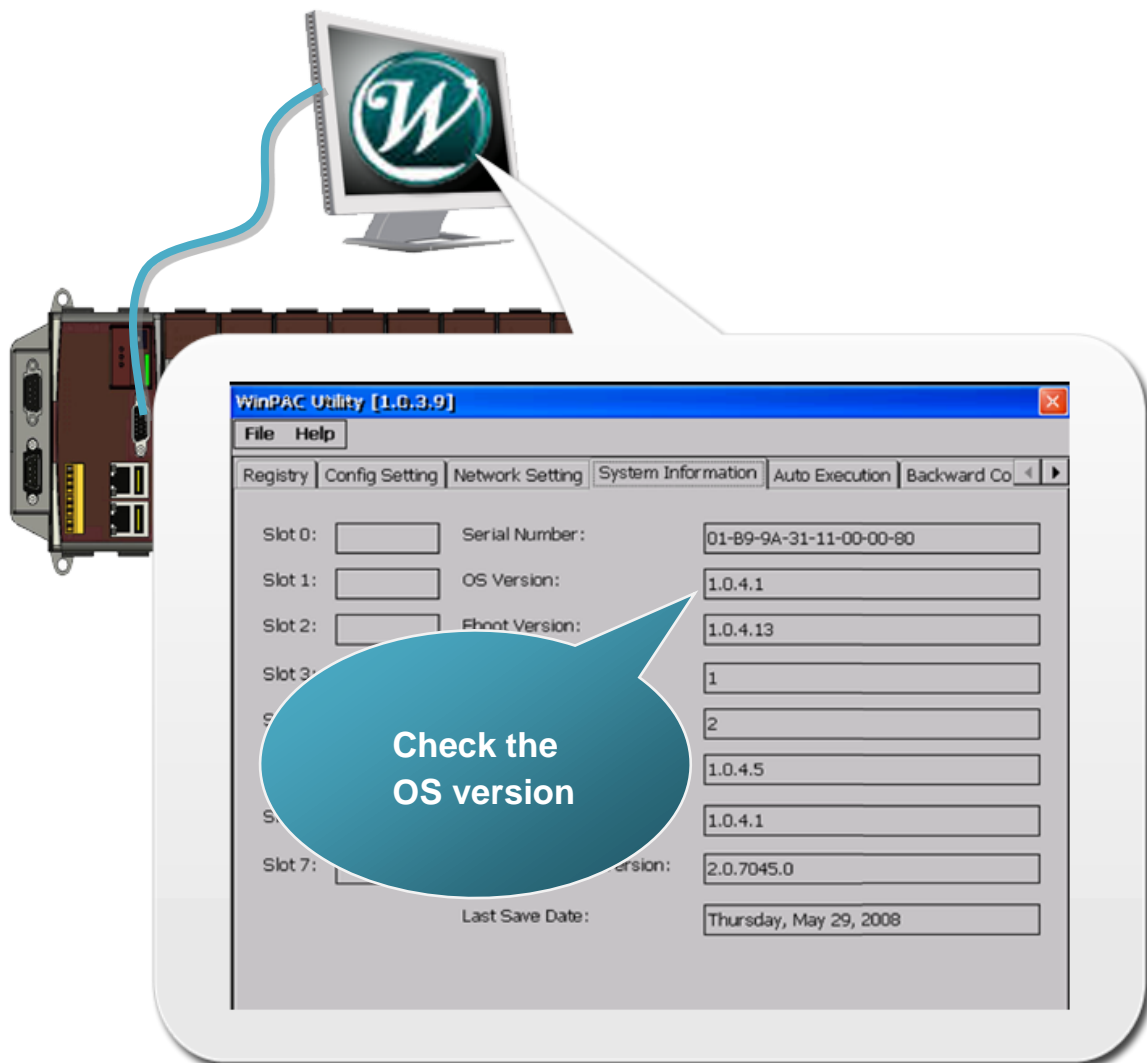 W
WinPAC Utility [1.0.3.9]
File Help
Registry Config Setting Network Setting System Information Auto Execution Backward Co
Slot 0: Serial Number: 01-B9-9A-31-11-00-00-80
Slot 1: OS Version: 1.0.4.1
Slot 2: Eboot Version: 1.0.4.13
Slot 3: 1
2
Check the
OS version
1.0.4.5
1.0.4.1
Slot 7: ersion: 2.0.7045.0
Last Save Date: Thursday, May 29, 2008